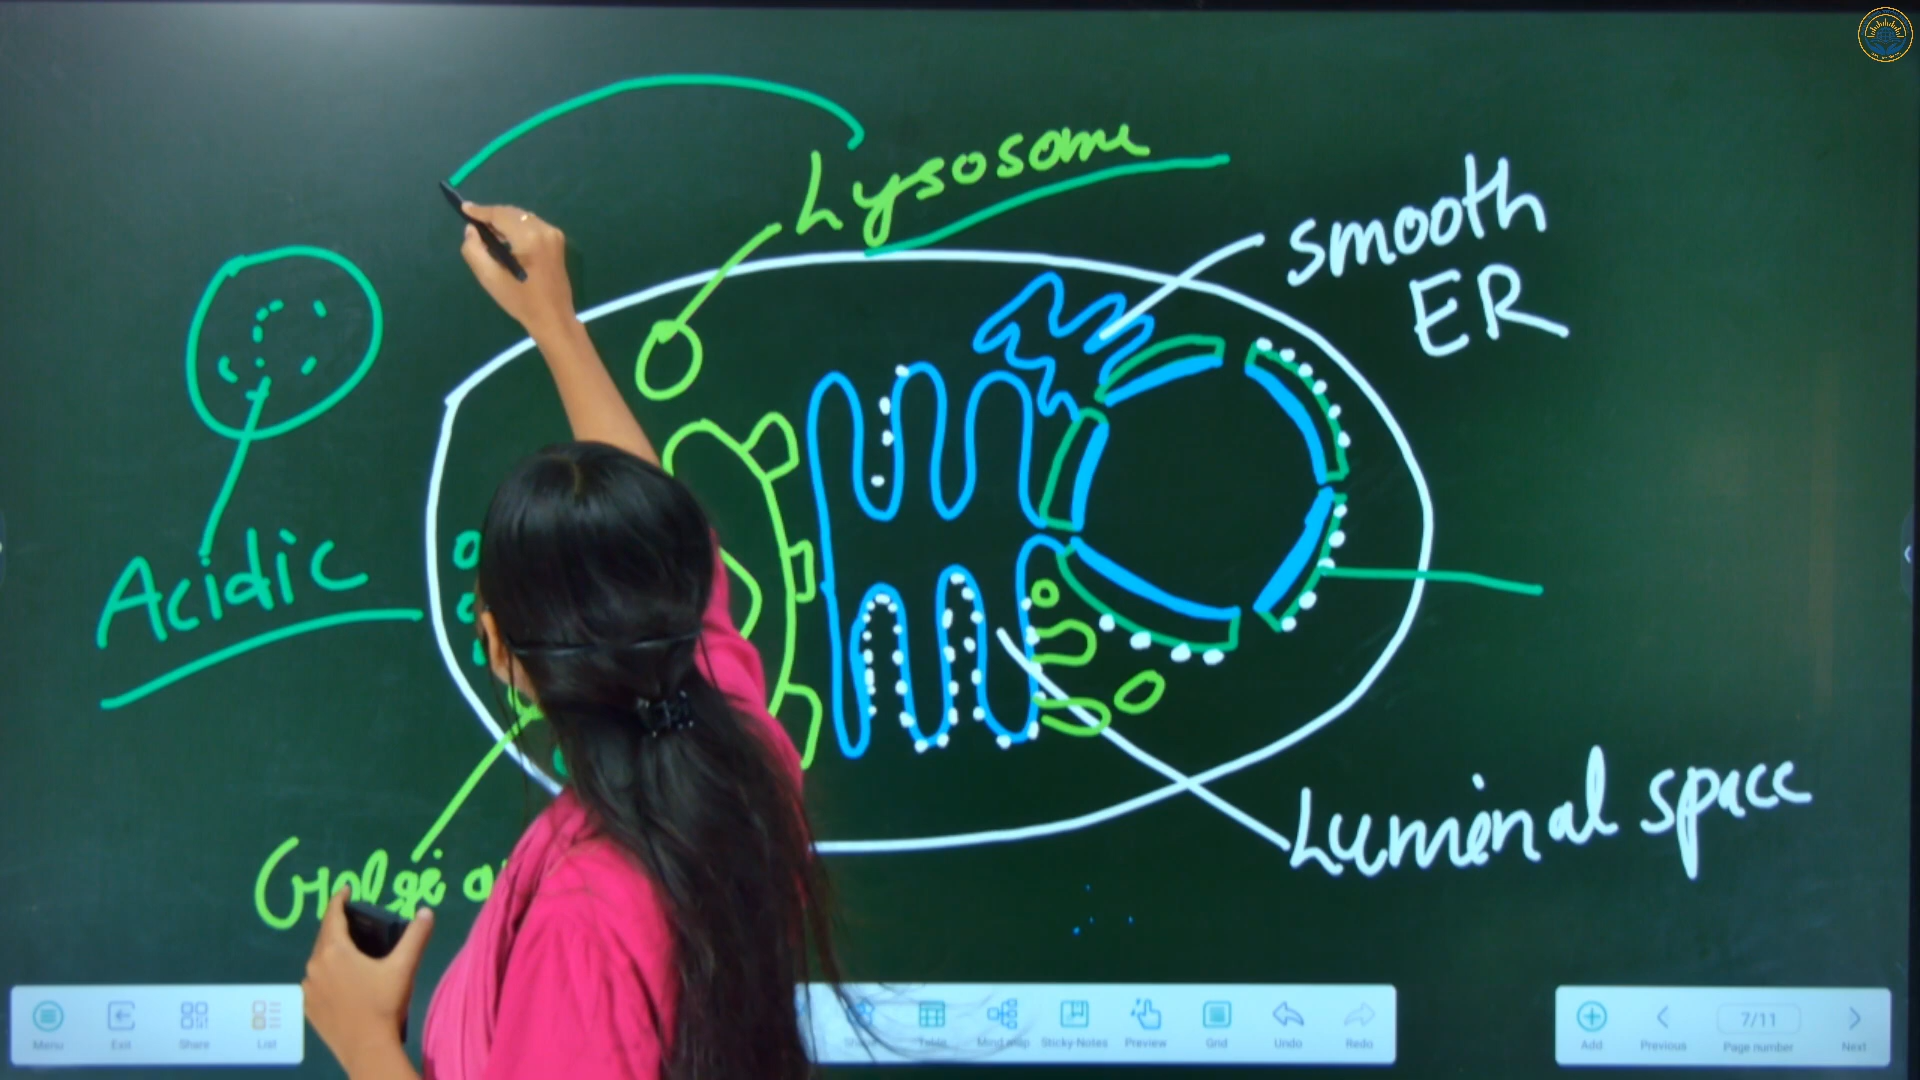 Lysosome
smooth
ER
Acidic
Luminal space
Golgi
Menu
Exit
Share
List
Table
Mind map
Sticky-Notes
Preview
Grid
Undo
Redo
Add
Previous
7/11
Page number
Next